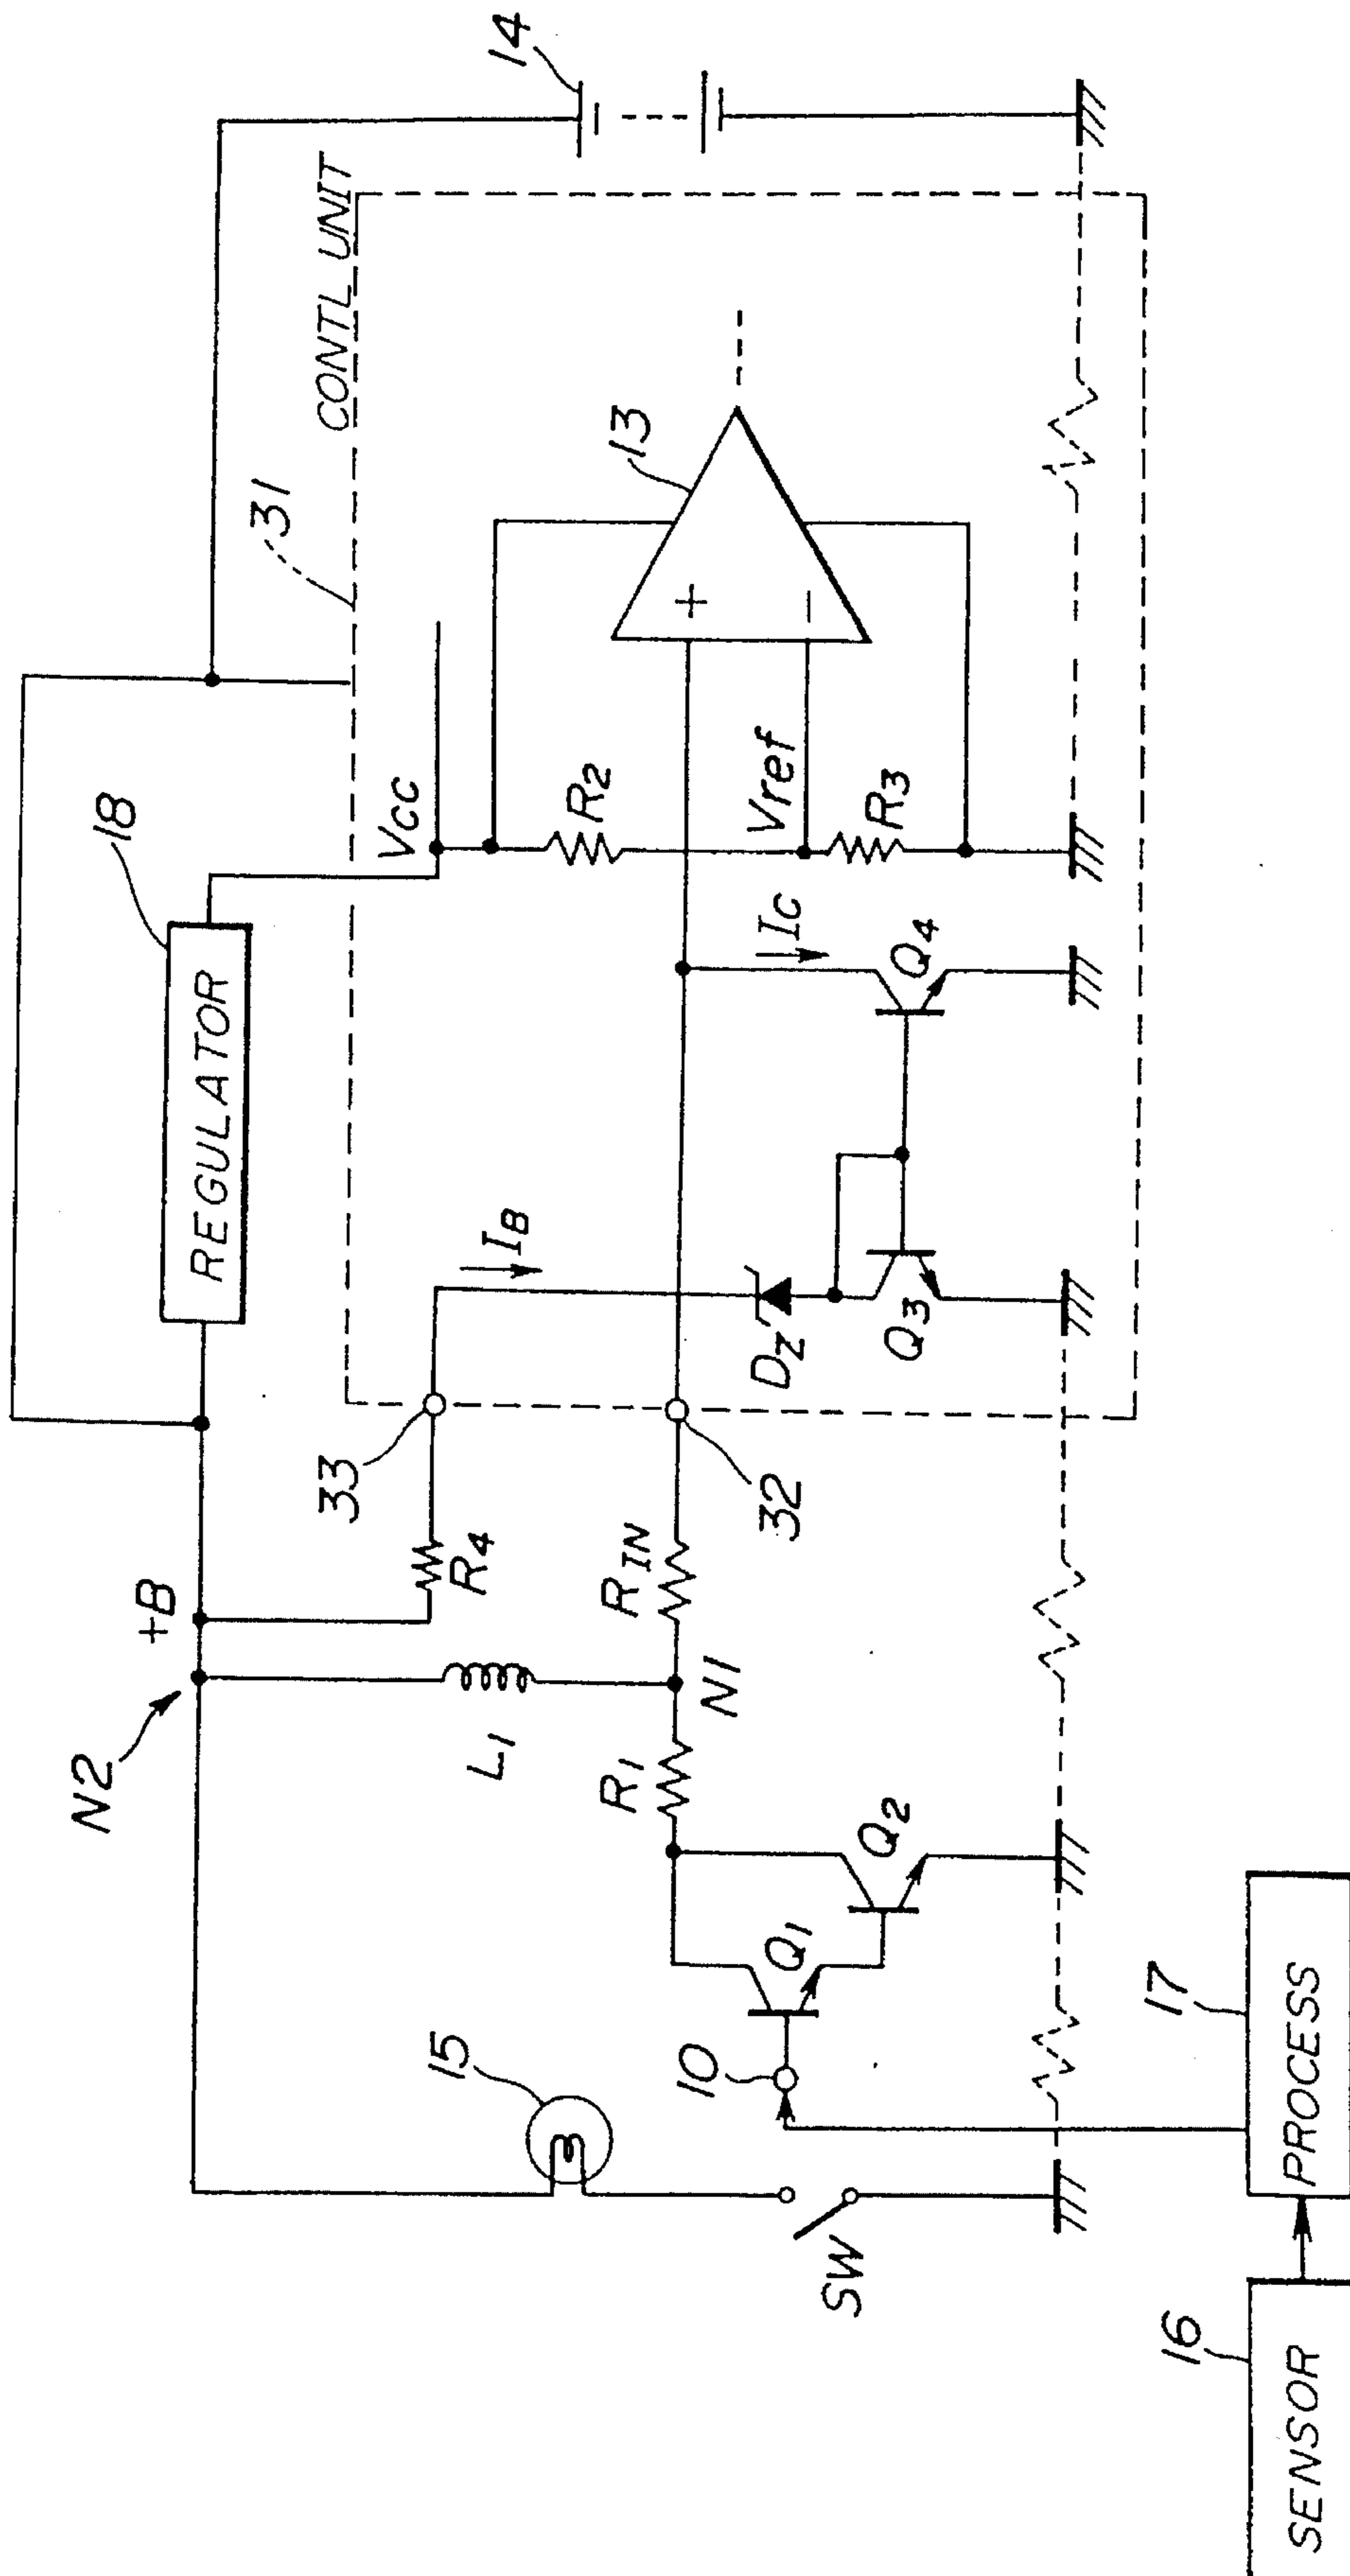 14
CONTL UNIT
31
18
REGULATOR
Vcc
13
+
−
R2
Vref
R3
IC
Q4
IB
DZ
Q3
33
32
+B
R4
RIN
N2
L1
N1
R1
Q2
Q1
15
10
SW
17
PROCESS
16
SENSOR